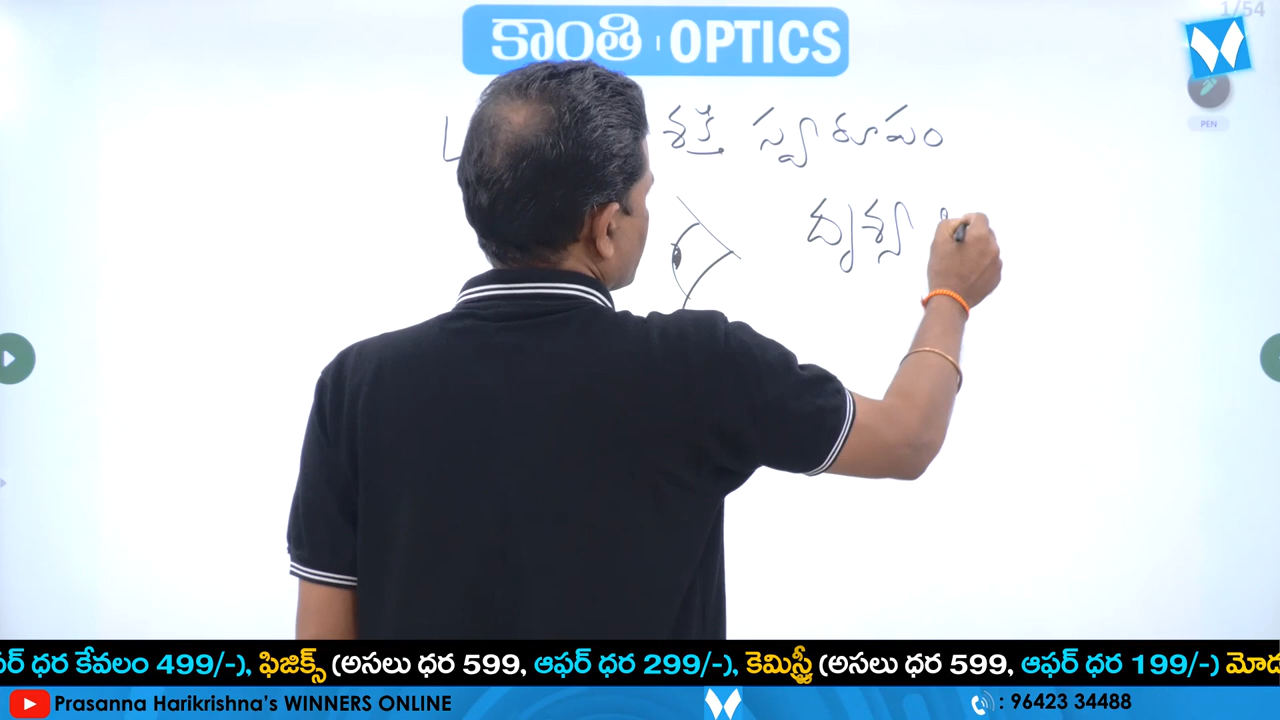 1/54
కాంతి | OPTICS
PEN
శక్తి స్వరూపం
దృశ్య
ధర కేవలం 499/-), ఫిజిక్స్ (అసలు ధర 599, ఆఫర్ ధర 299/-), కెమిస్ట్రీ (అసలు ధర 599, ఆఫర్ ధర 199/-)
Prasanna Harikrishna's WINNERS ONLINE
: 96423 34488